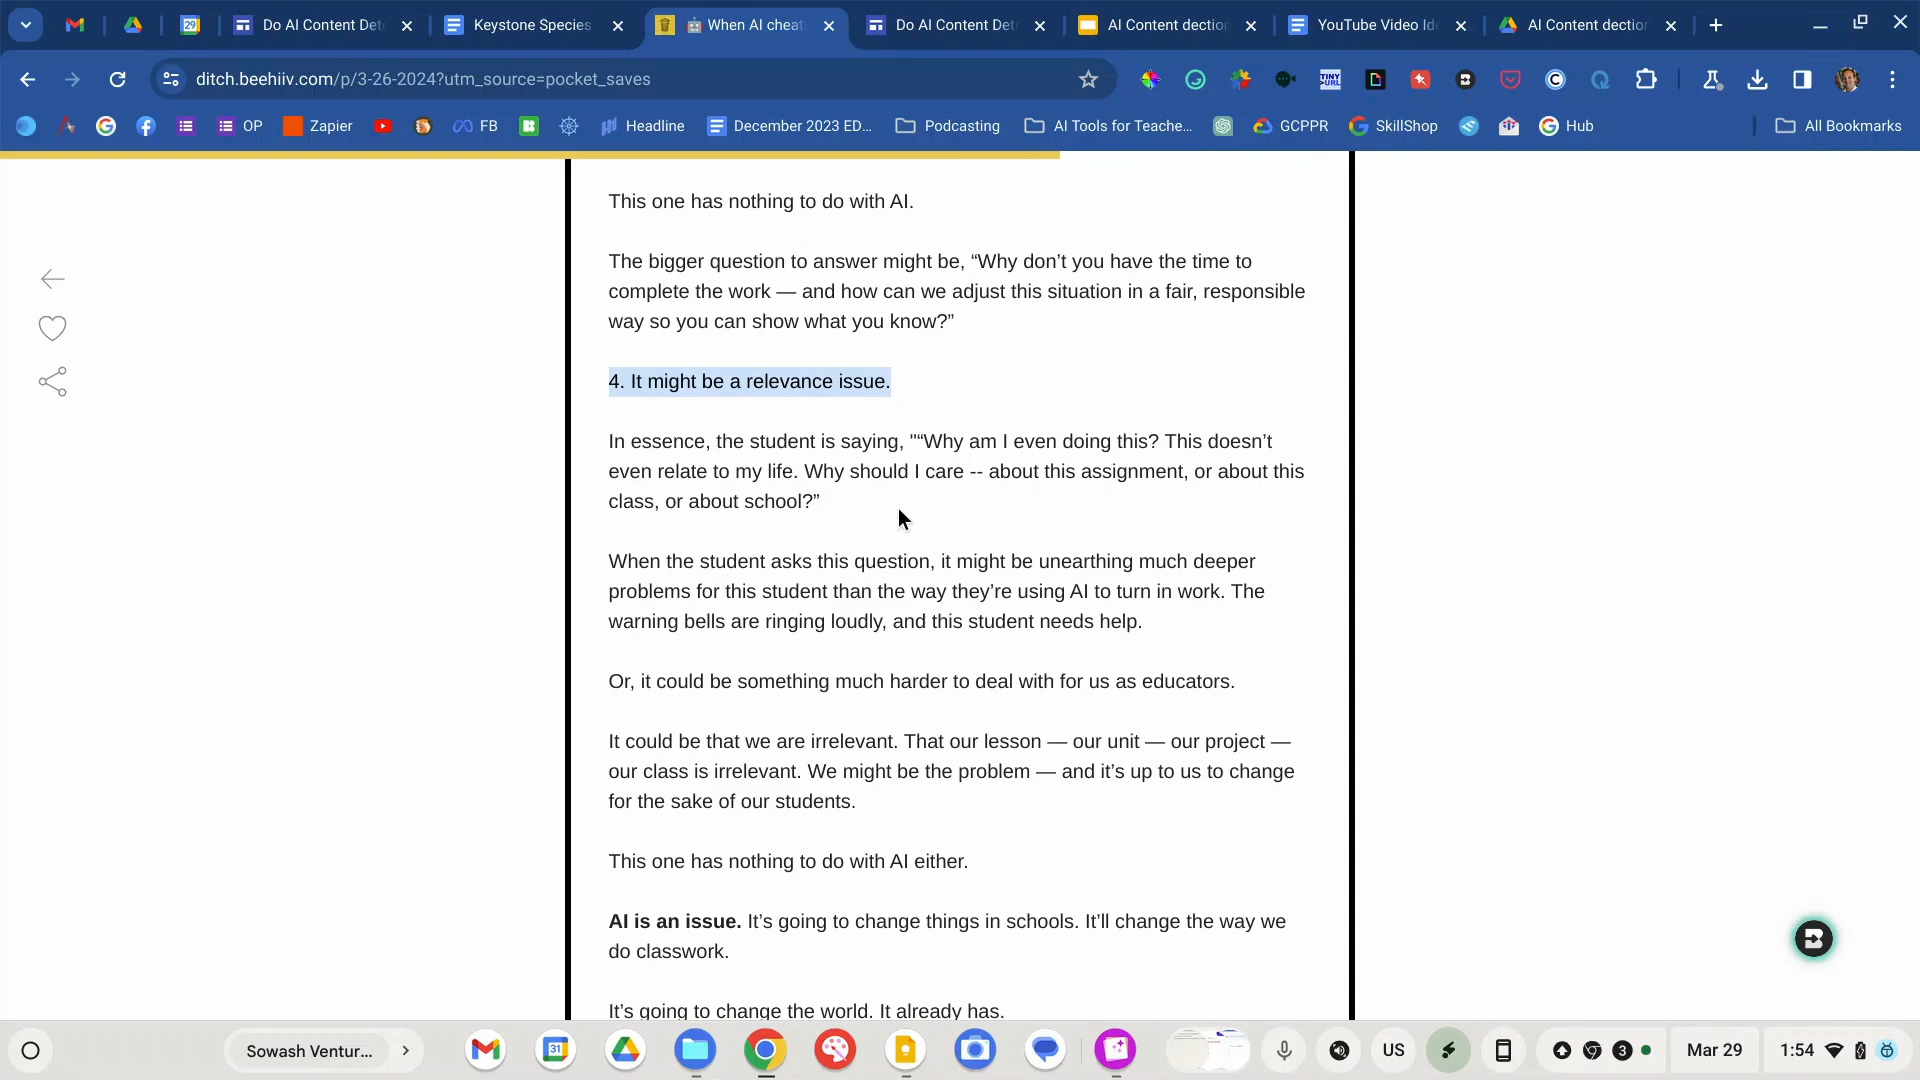 Do AI Content Det
Keystone Species
🤖 When AI cheat
Do AI Content Det
AI Content dection
YouTube Video Id
AI Content dection
ditch.beehiiv.com/p/3-26-2024?utm_source=pocket_saves
OP
Zapier
FB
Headline
December 2023 ED...
Podcasting
AI Tools for Teache...
GCPPR
SkillShop
Hub
All Bookmarks
This one has nothing to do with AI.
The bigger question to answer might be, “Why don’t you have the time to
complete the work — and how can we adjust this situation in a fair, responsible
way so you can show what you know?”
4. It might be a relevance issue.
In essence, the student is saying, "“Why am I even doing this? This doesn’t
even relate to my life. Why should I care -- about this assignment, or about this
class, or about school?”
When the student asks this question, it might be unearthing much deeper
problems for this student than the way they’re using AI to turn in work. The
warning bells are ringing loudly, and this student needs help.
Or, it could be something much harder to deal with for us as educators.
It could be that we are irrelevant. That our lesson — our unit — our project —
our class is irrelevant. We might be the problem — and it’s up to us to change
for the sake of our students.
This one has nothing to do with AI either.
AI is an issue. It’s going to change things in schools. It’ll change the way we
do classwork.
It’s going to change the world. It already has.
Sowash Ventur...
31
US
3
Mar 29
1:54